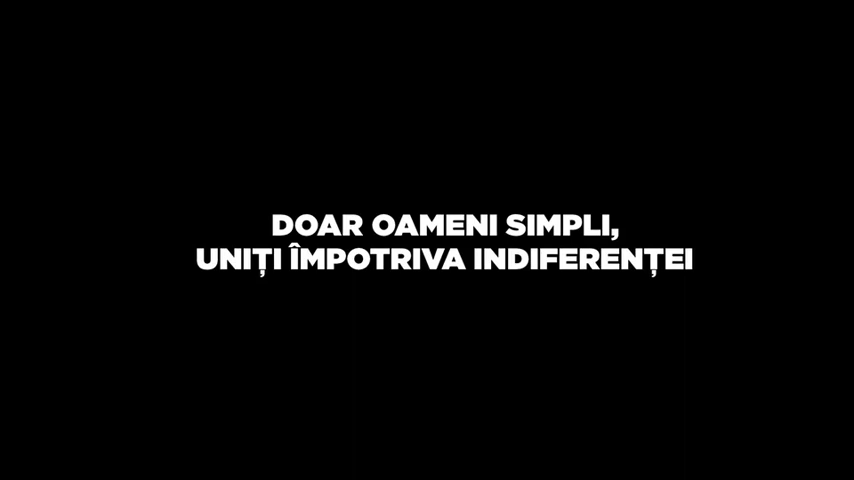 DOAR OAMENI SIMPLI,
UNIȚI ÎMPOTRIVA INDIFERENȚEI